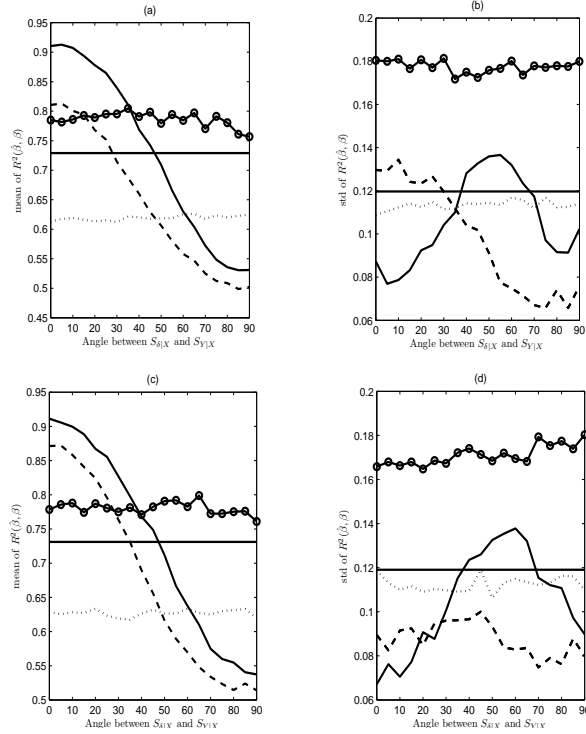 (a)
0.95
0.9
0.85
0.8
0.75
0.7
0.65
0.6
0.55
0.5
0.45
0 10 20 30 40 50 60 70 80 90
mean of R²(β̂, β)
Angle between S_{δ|X} and S_{Y|X}
(b)
0.2
0.18
0.16
0.14
0.12
0.1
0.08
0.06
0 10 20 30 40 50 60 70 80 90
std of R²(β̂, β)
Angle between S_{δ|X} and S_{Y|X}
(c)
0.95
0.9
0.85
0.8
0.75
0.7
0.65
0.6
0.55
0.5
0 10 20 30 40 50 60 70 80 90
mean of R²(β̂, β)
Angle between S_{δ|X} and S_{Y|X}
(d)
0.2
0.18
0.16
0.14
0.12
0.1
0.08
0.06
0 10 20 30 40 50 60 70 80 90
std of R²(β̂, β)
Angle between S_{δ|X} and S_{Y|X}